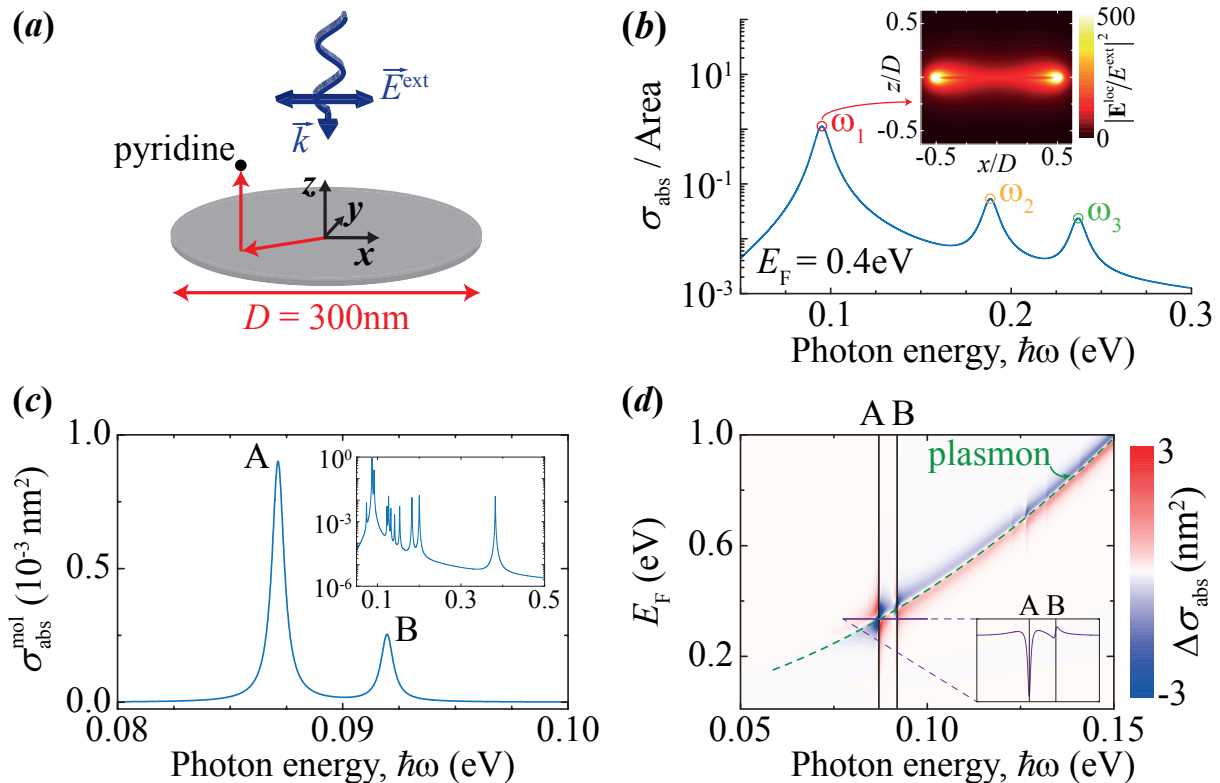 (a)
E^ext
k
pyridine
z
y
x
D = 300nm
(b)
σ_abs / Area
10^1
10^-1
10^-3
ω_1
ω_2
ω_3
E_F = 0.4eV
0.1 0.2 0.3
Photon energy, ħω (eV)
0.5
z/D
-0.5
-0.5 x/D 0.5
500
0
|E^loc/E^ext|^2
(c)
σ_abs^mol (10^-3 nm^2)
1.0
0.5
0.0
A
B
10^0
10^-3
10^-6
0.1 0.3 0.5
0.08 0.09 0.10
Photon energy, ħω (eV)
(d)
A B
E_F (eV)
1.0
0.6
0.2
plasmon
A B
0.05 0.10 0.15
Photon energy, ħω (eV)
3
-3
Δσ_abs (nm^2)